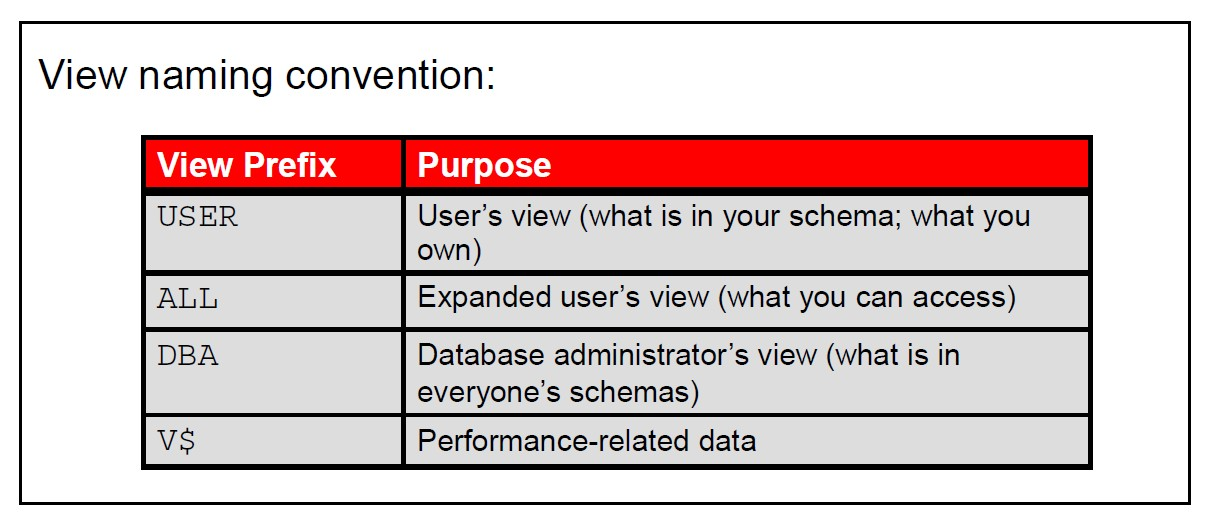 View naming convention:
View Prefix Purpose
USER User’s view (what is in your schema; what you
own)
ALL Expanded user’s view (what you can access)
DBA Database administrator’s view (what is in
everyone’s schemas)
V$ Performance-related data